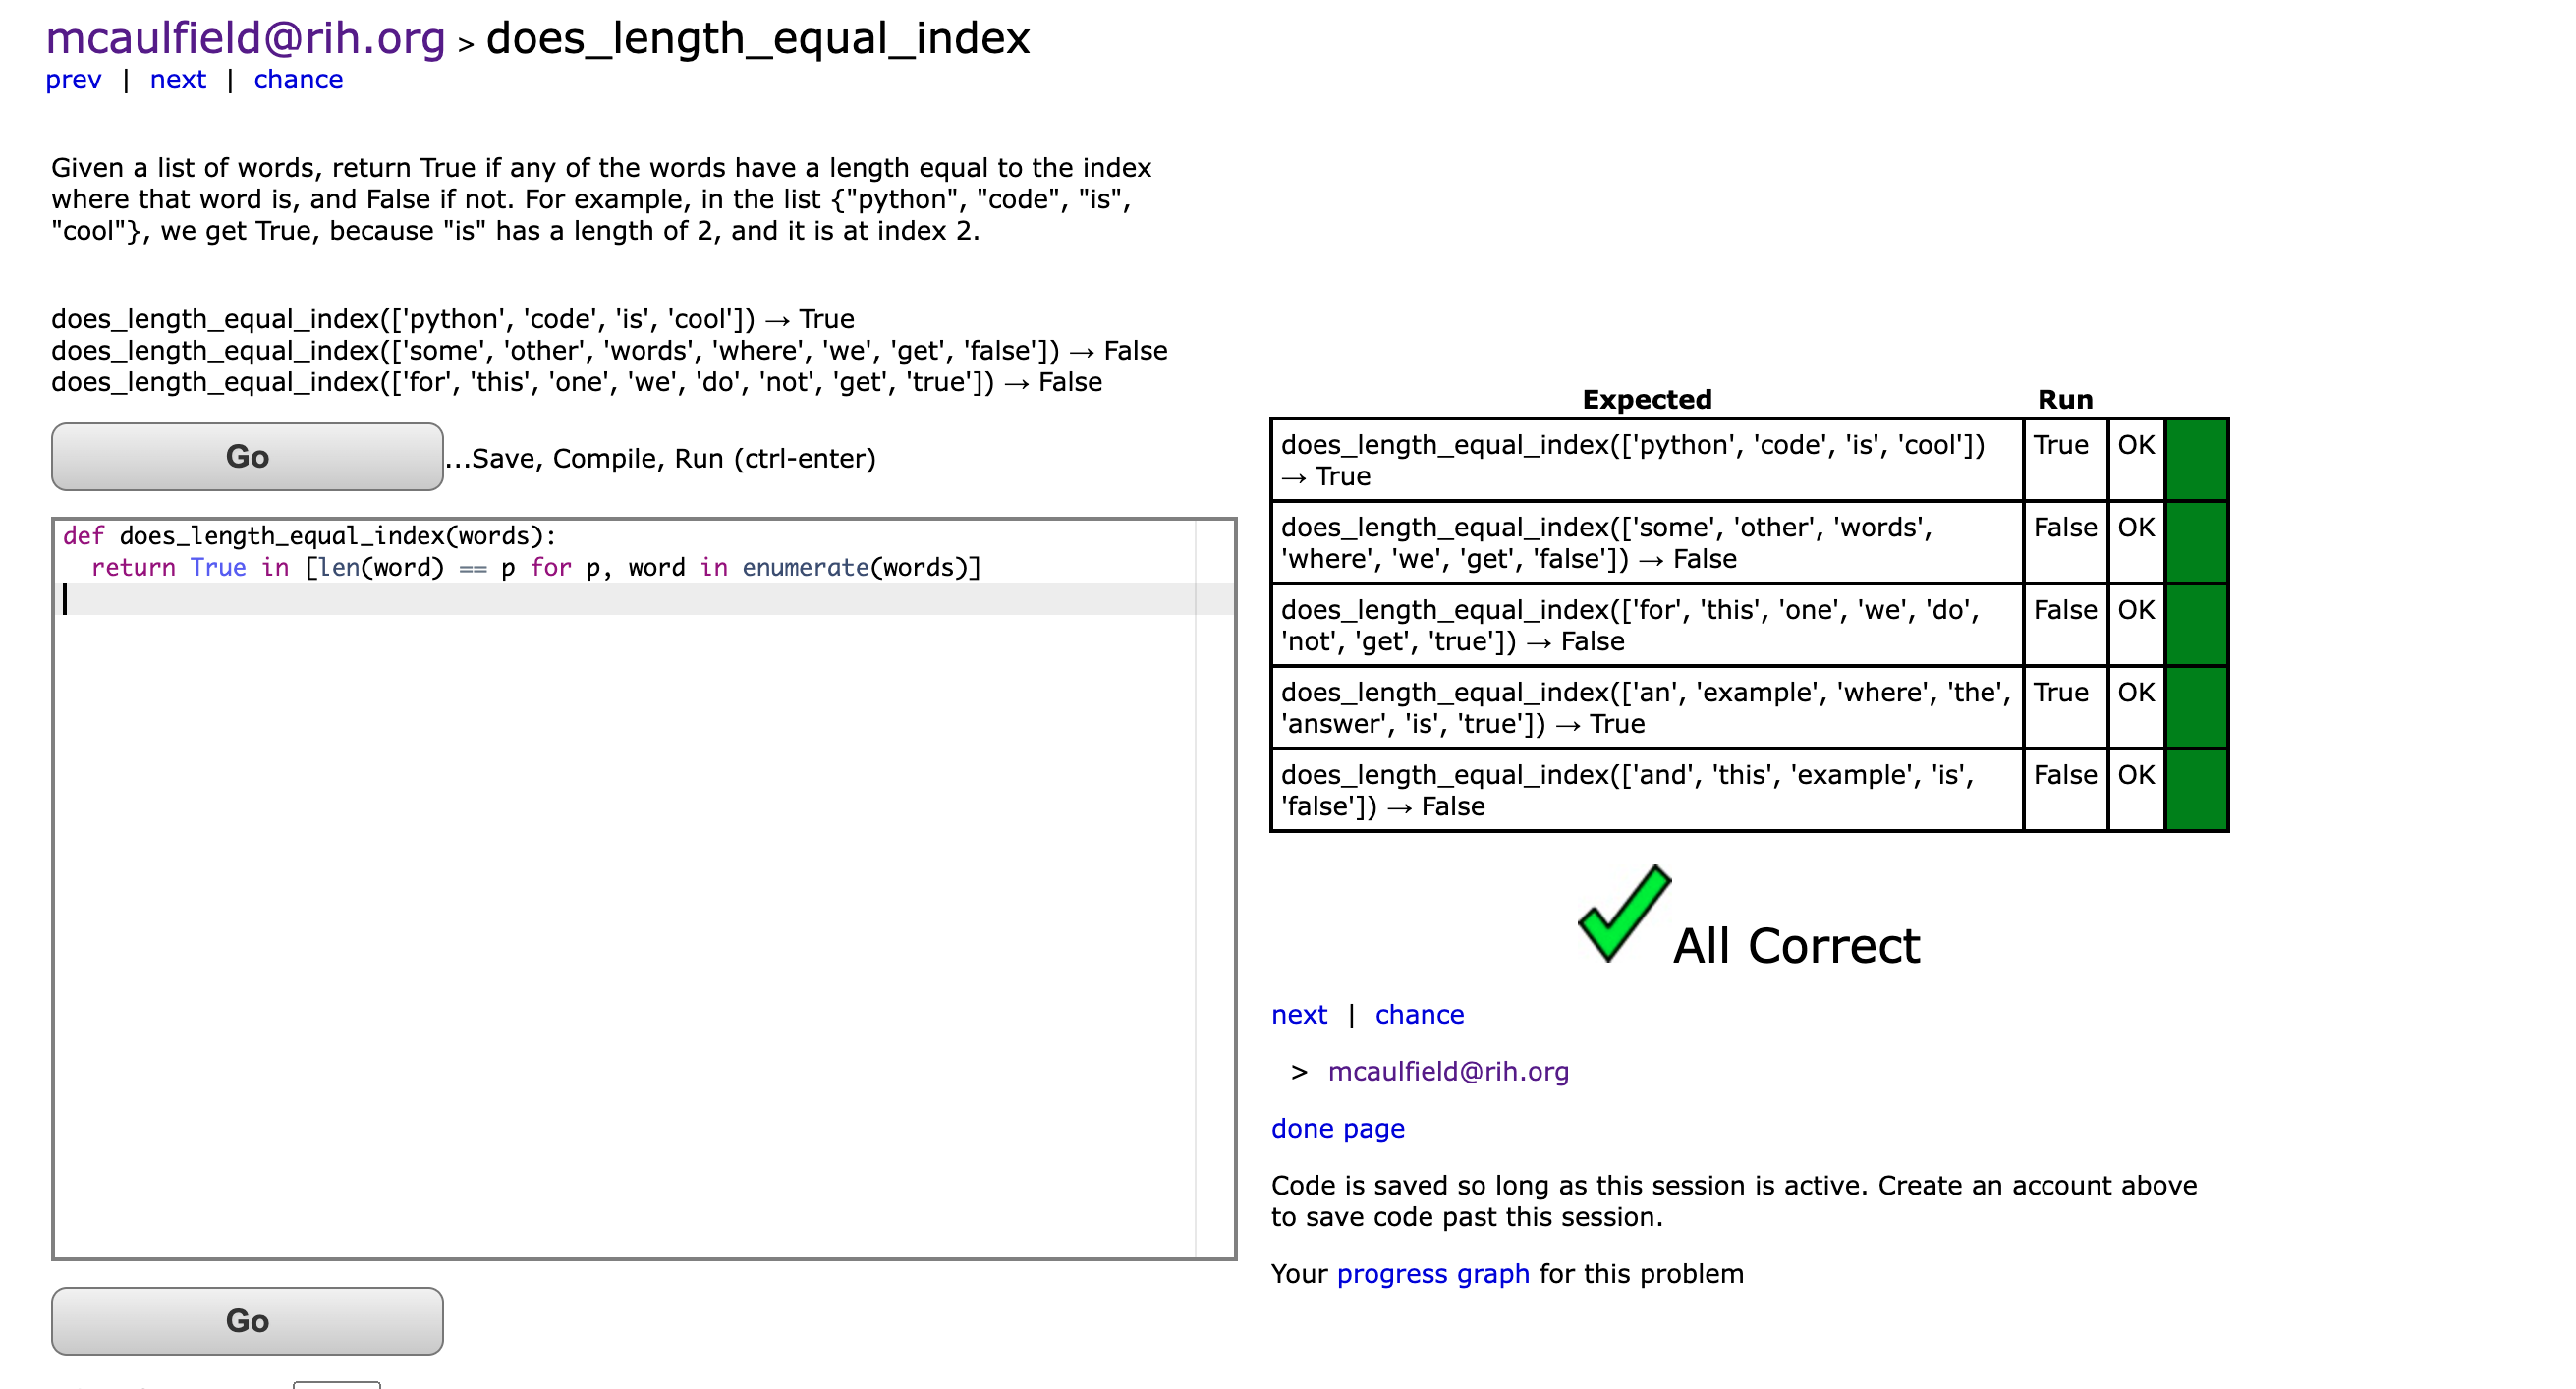 mcaulfield@rih.org > does_length_equal_index
prev | next | chance
Given a list of words, return True if any of the words have a length equal to the index
where that word is, and False if not. For example, in the list {"python", "code", "is",
"cool"}, we get True, because "is" has a length of 2, and it is at index 2.
does_length_equal_index(['python', 'code', 'is', 'cool']) → True
does_length_equal_index(['some', 'other', 'words', 'where', 'we', 'get', 'false']) → False
does_length_equal_index(['for', 'this', 'one', 'we', 'do', 'not', 'get', 'true']) → False
Go ...Save, Compile, Run (ctrl-enter)
def does_length_equal_index(words):
  return True in [len(word) == p for p, word in enumerate(words)]
Go
Expected Run
does_length_equal_index(['python', 'code', 'is', 'cool']) True OK
→ True
does_length_equal_index(['some', 'other', 'words', False OK
'where', 'we', 'get', 'false']) → False
does_length_equal_index(['for', 'this', 'one', 'we', 'do', False OK
'not', 'get', 'true']) → False
does_length_equal_index(['an', 'example', 'where', 'the', True OK
'answer', 'is', 'true']) → True
does_length_equal_index(['and', 'this', 'example', 'is', False OK
'false']) → False
All Correct
next | chance
> mcaulfield@rih.org
done page
Code is saved so long as this session is active. Create an account above
to save code past this session.
Your progress graph for this problem